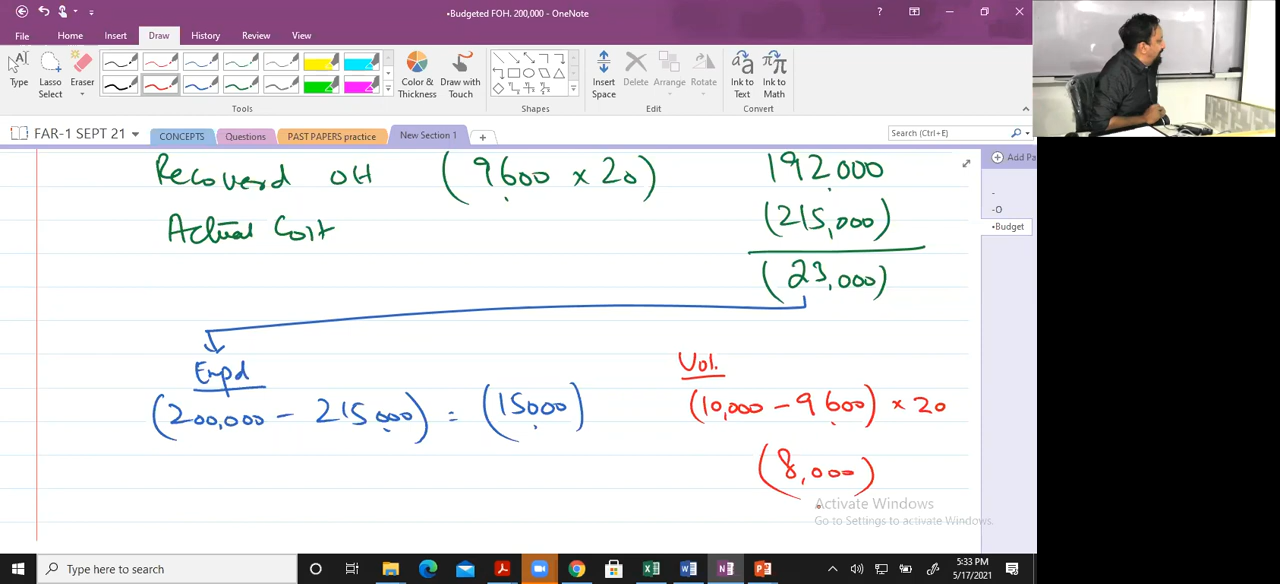 •Budgeted FOH. 200,000 - OneNote
File Home Insert Draw History Review View
Type Lasso Select Eraser Color & Thickness Draw with Touch Insert Space Delete Arrange Rotate Ink to Text Ink to Math
Tools Shapes Edit Convert
FAR-1 SEPT 21 CONCEPTS Questions PAST PAPERS practice New Section 1 + Search (Ctrl+E)
Add Pa
-
-O
•Budget
Recoverd OH (9600 x 20) 192,000
Actual Cost (215,000)
(23,000)
Expd
(200,000 - 215000) = (15000)
Vol.
(10,000 - 9600) x 20
(8,000)
Activate Windows
Go to Settings to activate Windows.
Type here to search
5:33 PM
5/17/2021